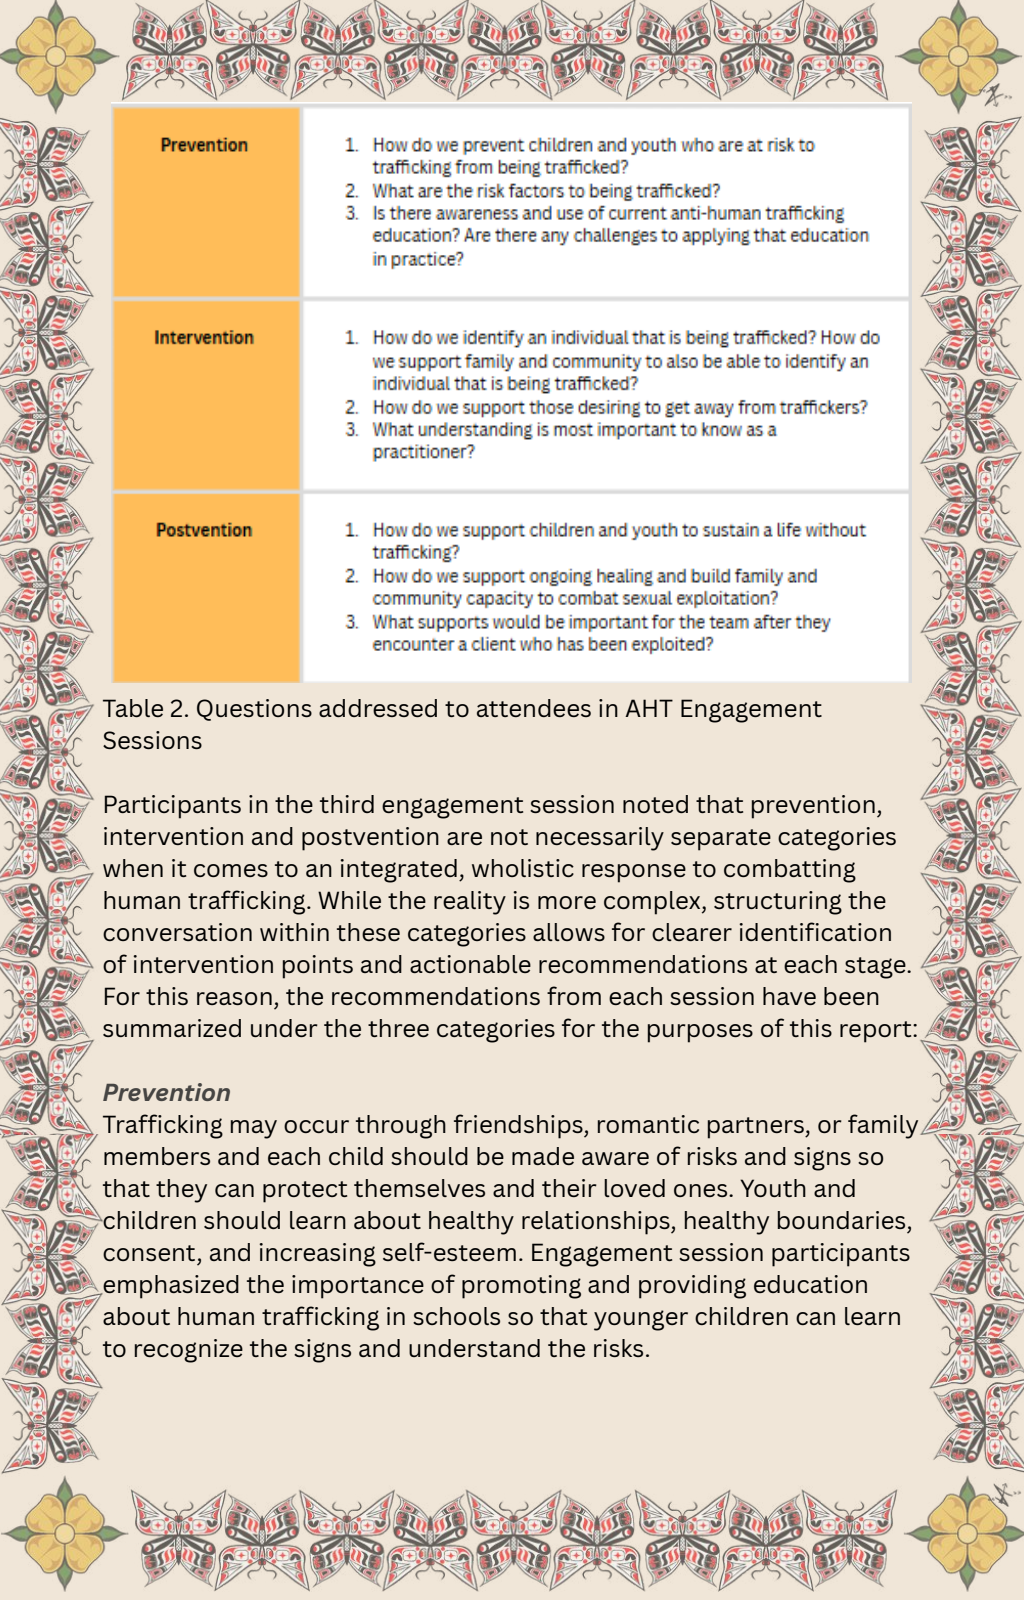 Prevention
1. How do we prevent children and youth who are at risk to
trafficking from being trafficked?
2. What are the risk factors to being trafficked?
3. Is there awareness and use of current anti-human trafficking
education? Are there any challenges to applying that education
in practice?
Intervention
1. How do we identify an individual that is being trafficked? How do
we support family and community to also be able to identify an
individual that is being trafficked?
2. How do we support those desiring to get away from traffickers?
3. What understanding is most important to know as a
practitioner?
Postvention
1. How do we support children and youth to sustain a life without
trafficking?
2. How do we support ongoing healing and build family and
community capacity to combat sexual exploitation?
3. What supports would be important for the team after they
encounter a client who has been exploited?
Table 2. Questions addressed to attendees in AHT Engagement
Sessions
Participants in the third engagement session noted that prevention,
intervention and postvention are not necessarily separate categories
when it comes to an integrated, wholistic response to combatting
human trafficking. While the reality is more complex, structuring the
conversation within these categories allows for clearer identification
of intervention points and actionable recommendations at each stage.
For this reason, the recommendations from each session have been
summarized under the three categories for the purposes of this report:
Prevention
Trafficking may occur through friendships, romantic partners, or family
members and each child should be made aware of risks and signs so
that they can protect themselves and their loved ones. Youth and
children should learn about healthy relationships, healthy boundaries,
consent, and increasing self-esteem. Engagement session participants
emphasized the importance of promoting and providing education
about human trafficking in schools so that younger children can learn
to recognize the signs and understand the risks.